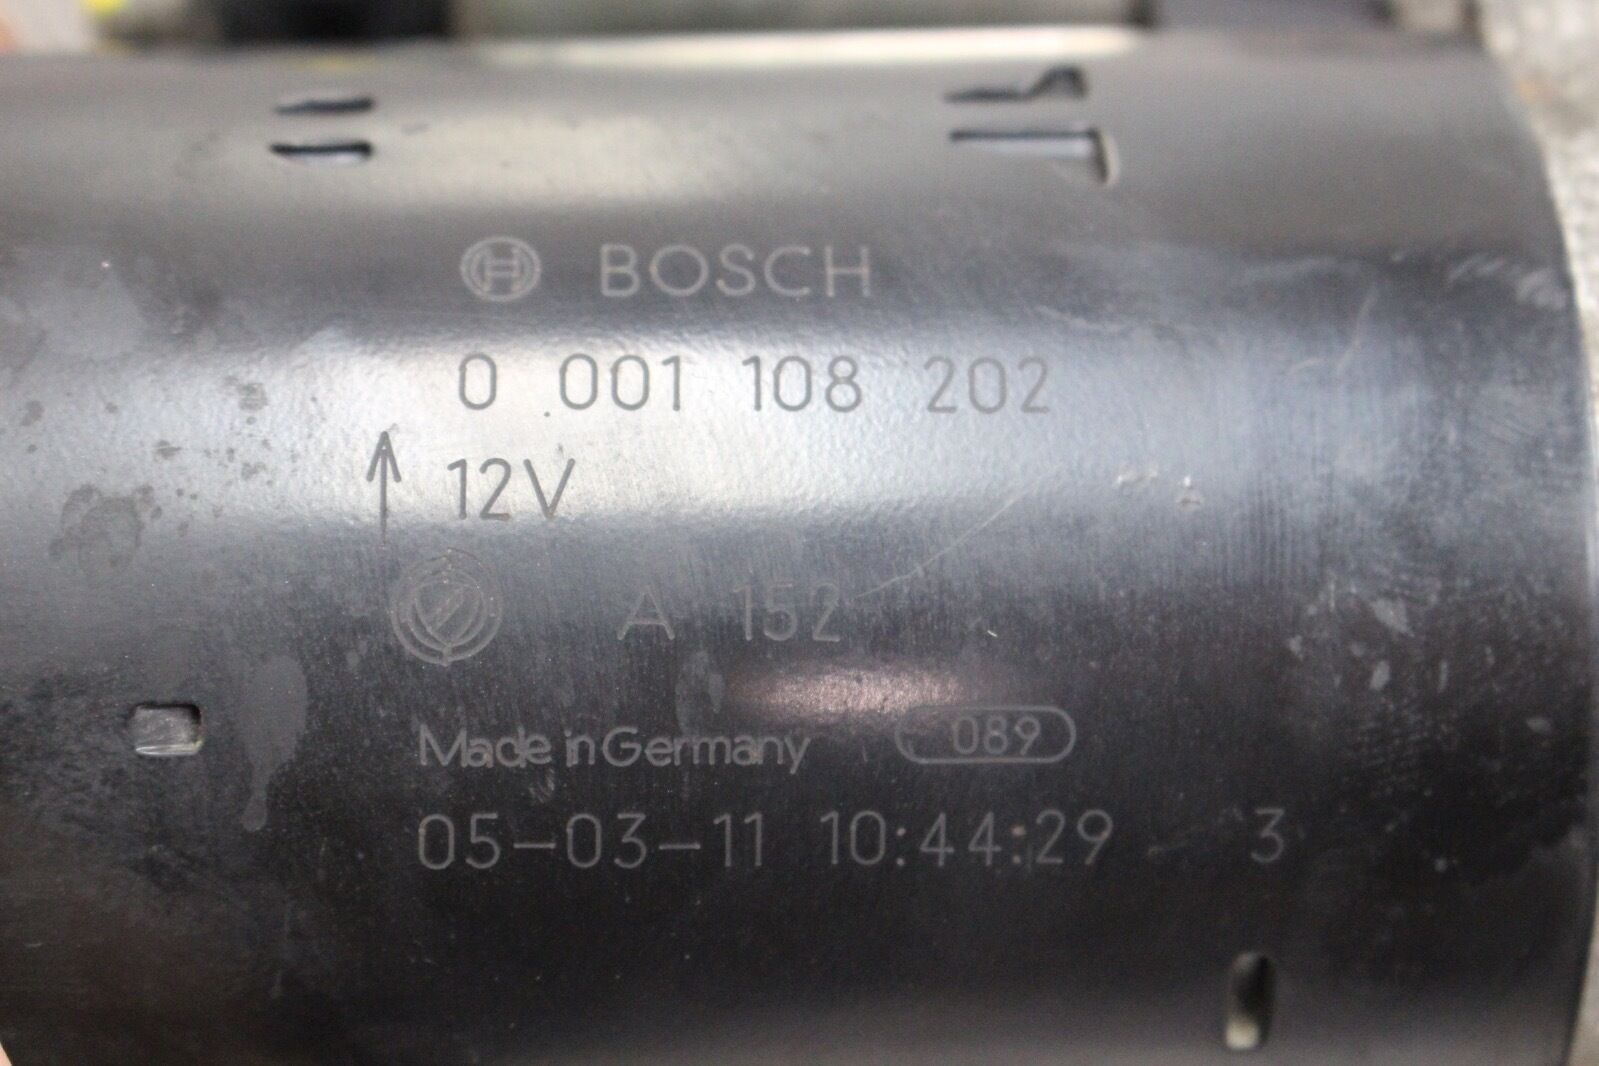 BOSCH
0 001 108 202
12V
A 152
Made in Germany 089
05-03-11 10:44:29 3